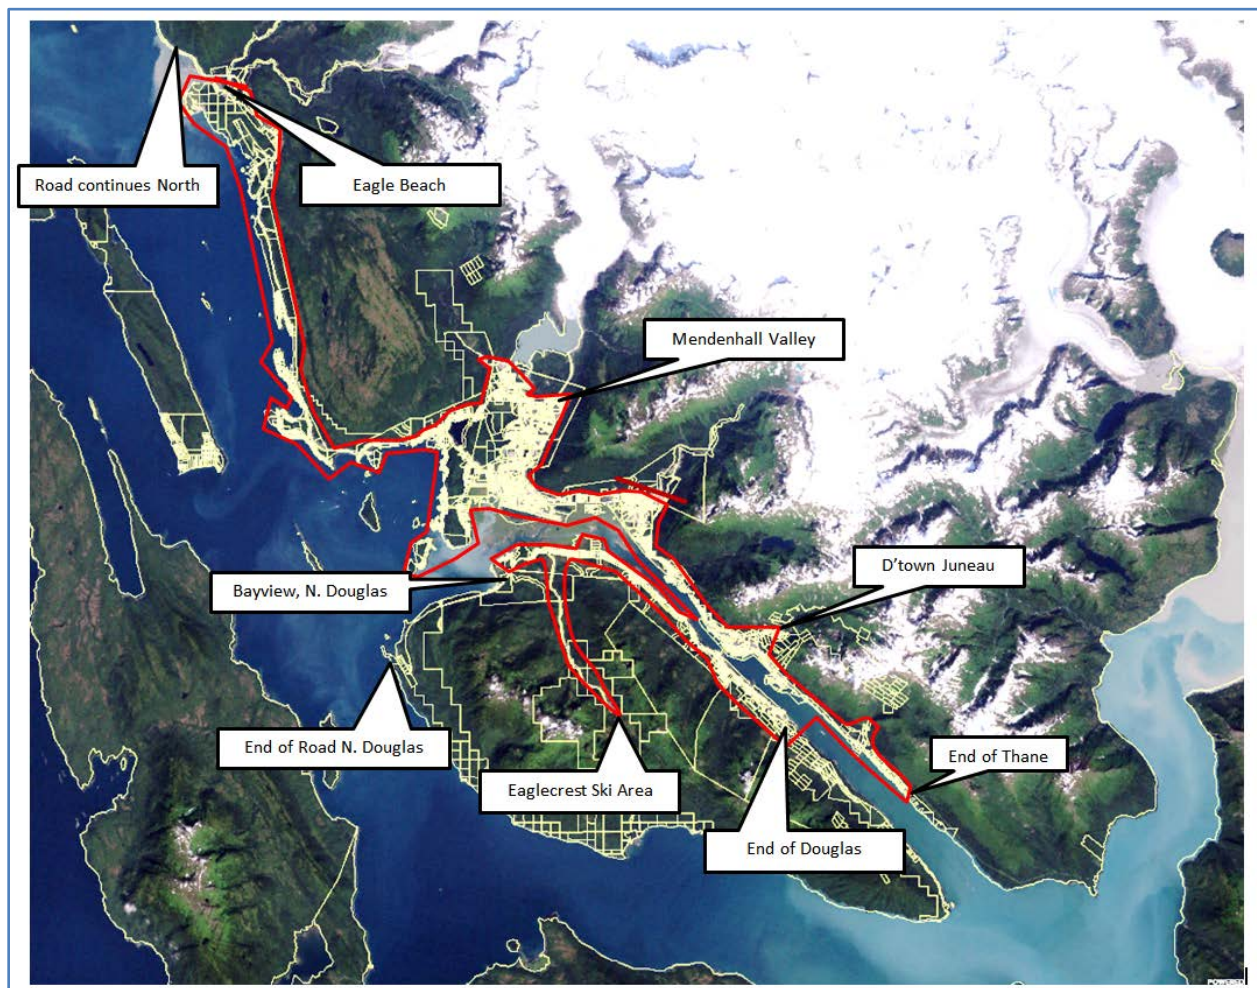 Road continues North
Eagle Beach
Mendenhall Valley
D'town Juneau
Bayview, N. Douglas
End of Road N. Douglas
End of Thane
Eaglecrest Ski Area
End of Douglas
POWERED